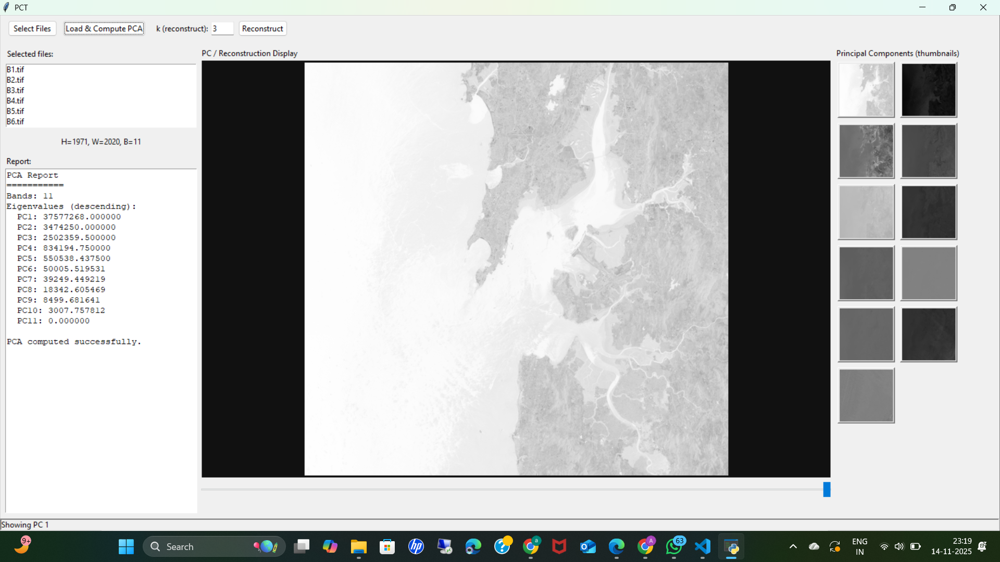 PCT
Select Files
Load & Compute PCA
k (reconstruct): 3
Reconstruct
Selected files:
B1.tif
B2.tif
B3.tif
B4.tif
B5.tif
B6.tif
H=1971, W=2020, B=11
Report:
PCA Report
===========
Bands: 11
Eigenvalues (descending):
PC1: 37577268.000000
PC2: 3474250.000000
PC3: 2502359.500000
PC4: 834194.750000
PC5: 550538.437500
PC6: 50005.519531
PC7: 39249.449219
PC8: 18342.605469
PC9: 8499.681641
PC10: 3007.757812
PC11: 0.000000
PCA computed successfully.
PC / Reconstruction Display
Principal Components (thumbnails)
Showing PC 1
9+
Search
hp
a
A
63
ENG
IN
23:19
14-11-2025